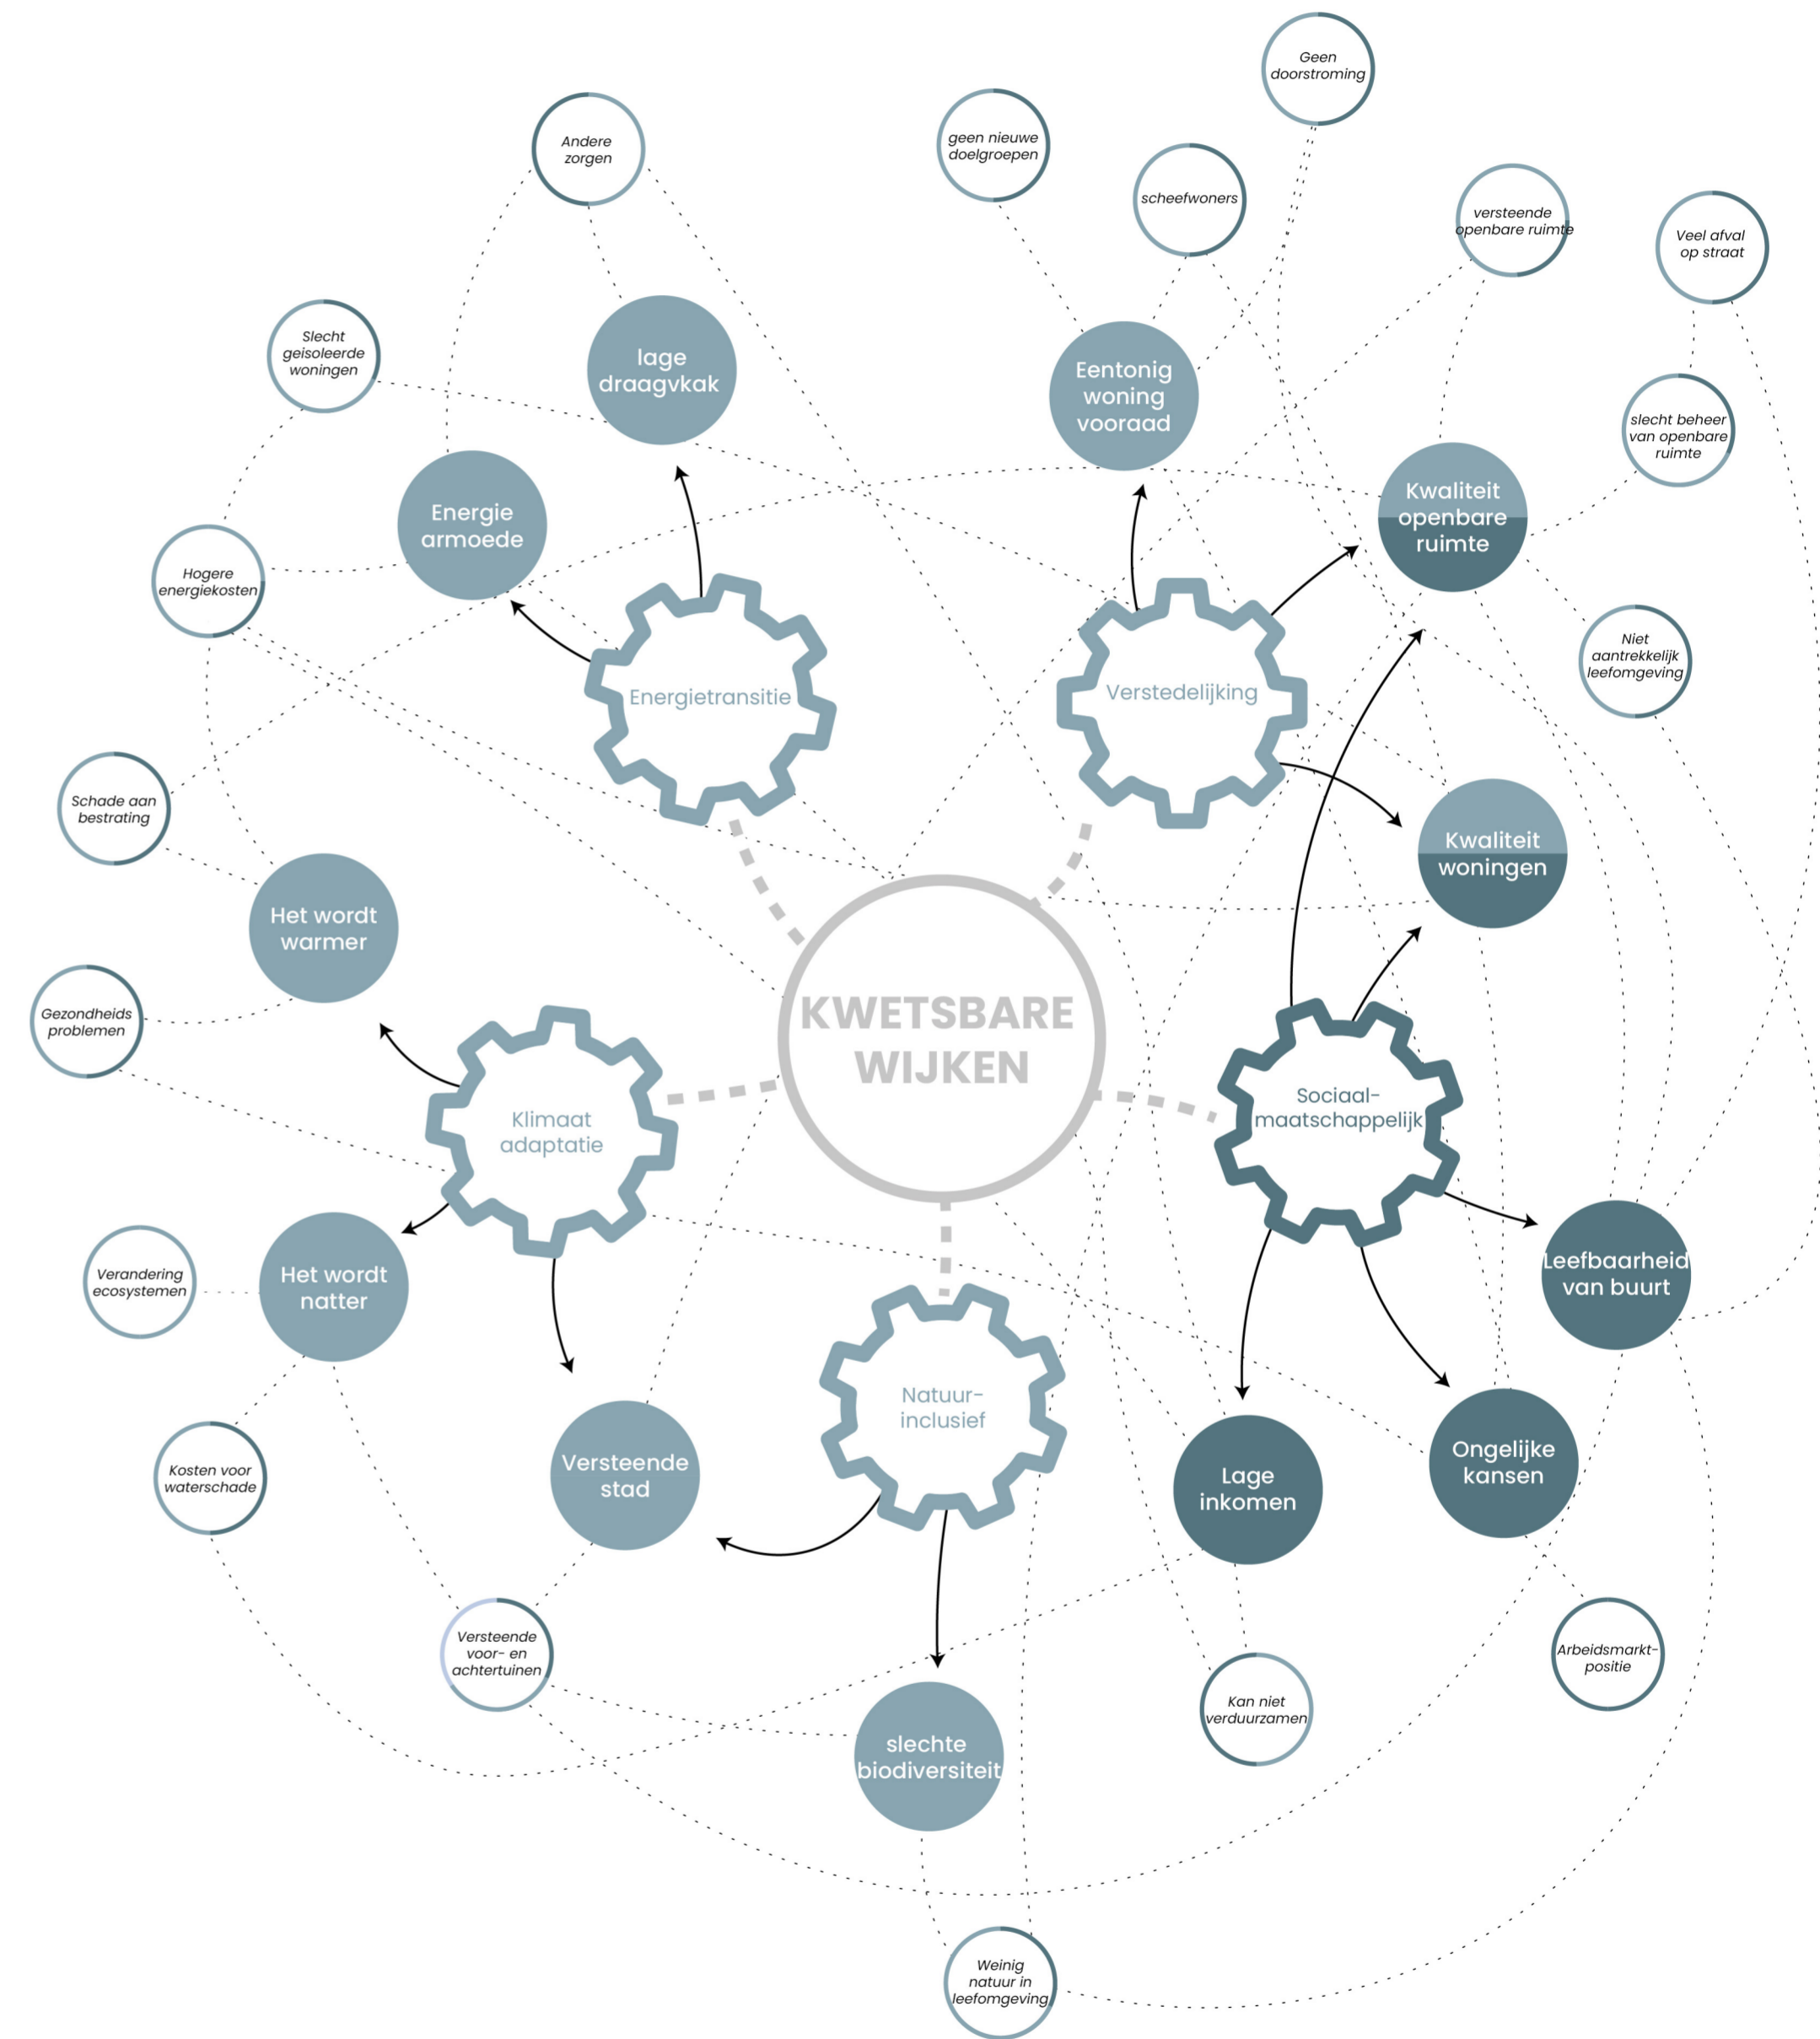 Geen
doorstroming
Andere
zorgen
geen nieuwe
doelgroepen
scheefwoners
versteende
openbare ruimte
Veel afval
op straat
Slecht
geisoleerde
woningen
lage
draagvkak
Eentonig
woning
vooraad
slecht beheer
van openbare
ruimte
Energie
armoede
Kwaliteit
openbare
ruimte
Hogere
energiekosten
Niet
aantrekkelijk
leefomgeving
Energietransitie
Verstedelijking
Schade aan
bestrating
Kwaliteit
woningen
Het wordt
warmer
Gezondheids
problemen
KWETSBARE
WIJKEN
Klimaat
adaptatie
Sociaal-
maatschappelijk
Verandering
ecosystemen
Het wordt
natter
Leefbaarheid
van buurt
Natuur-
inclusief
Kosten voor
waterschade
Versteende
stad
Lage
inkomen
Ongelijke
kansen
Versteende
voor- en
achtertuinen
Arbeidsmarkt-
positie
Kan niet
verduurzamen
slechte
biodiversiteit
Weinig
natuur in
leefomgeving